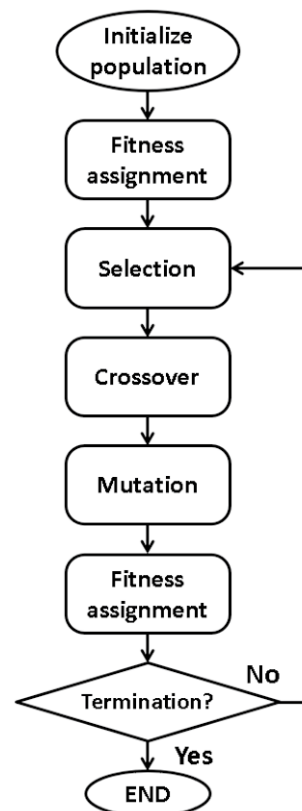 Initialize
population
Fitness
assignment
Selection
Crossover
Mutation
Fitness
assignment
Termination?
No
Yes
END